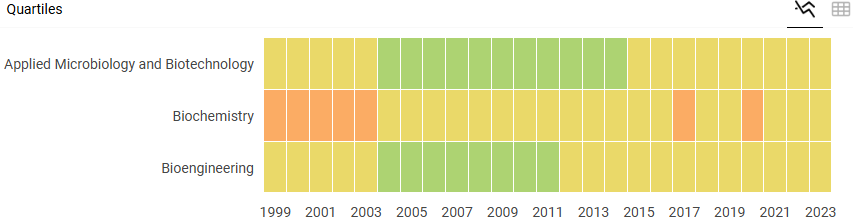 Quartiles
Applied Microbiology and Biotechnology
Biochemistry
Bioengineering
1999 2001 2003 2005 2007 2009 2011 2013 2015 2017 2019 2021 2023